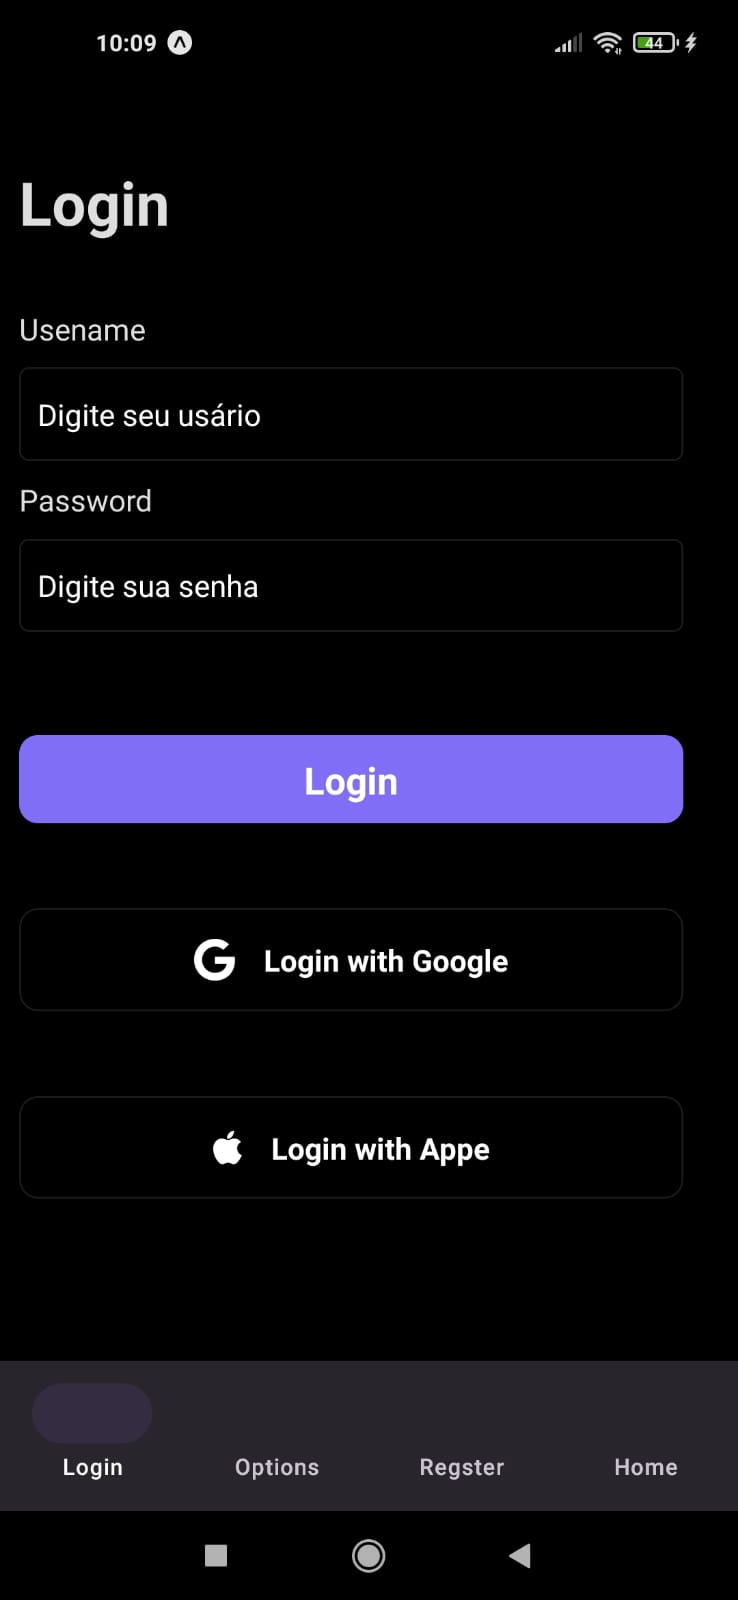 10:09
44
Login
Usename
Digite seu usário
Password
Digite sua senha
Login
Login with Google
Login with Appe
Login Options Regster Home